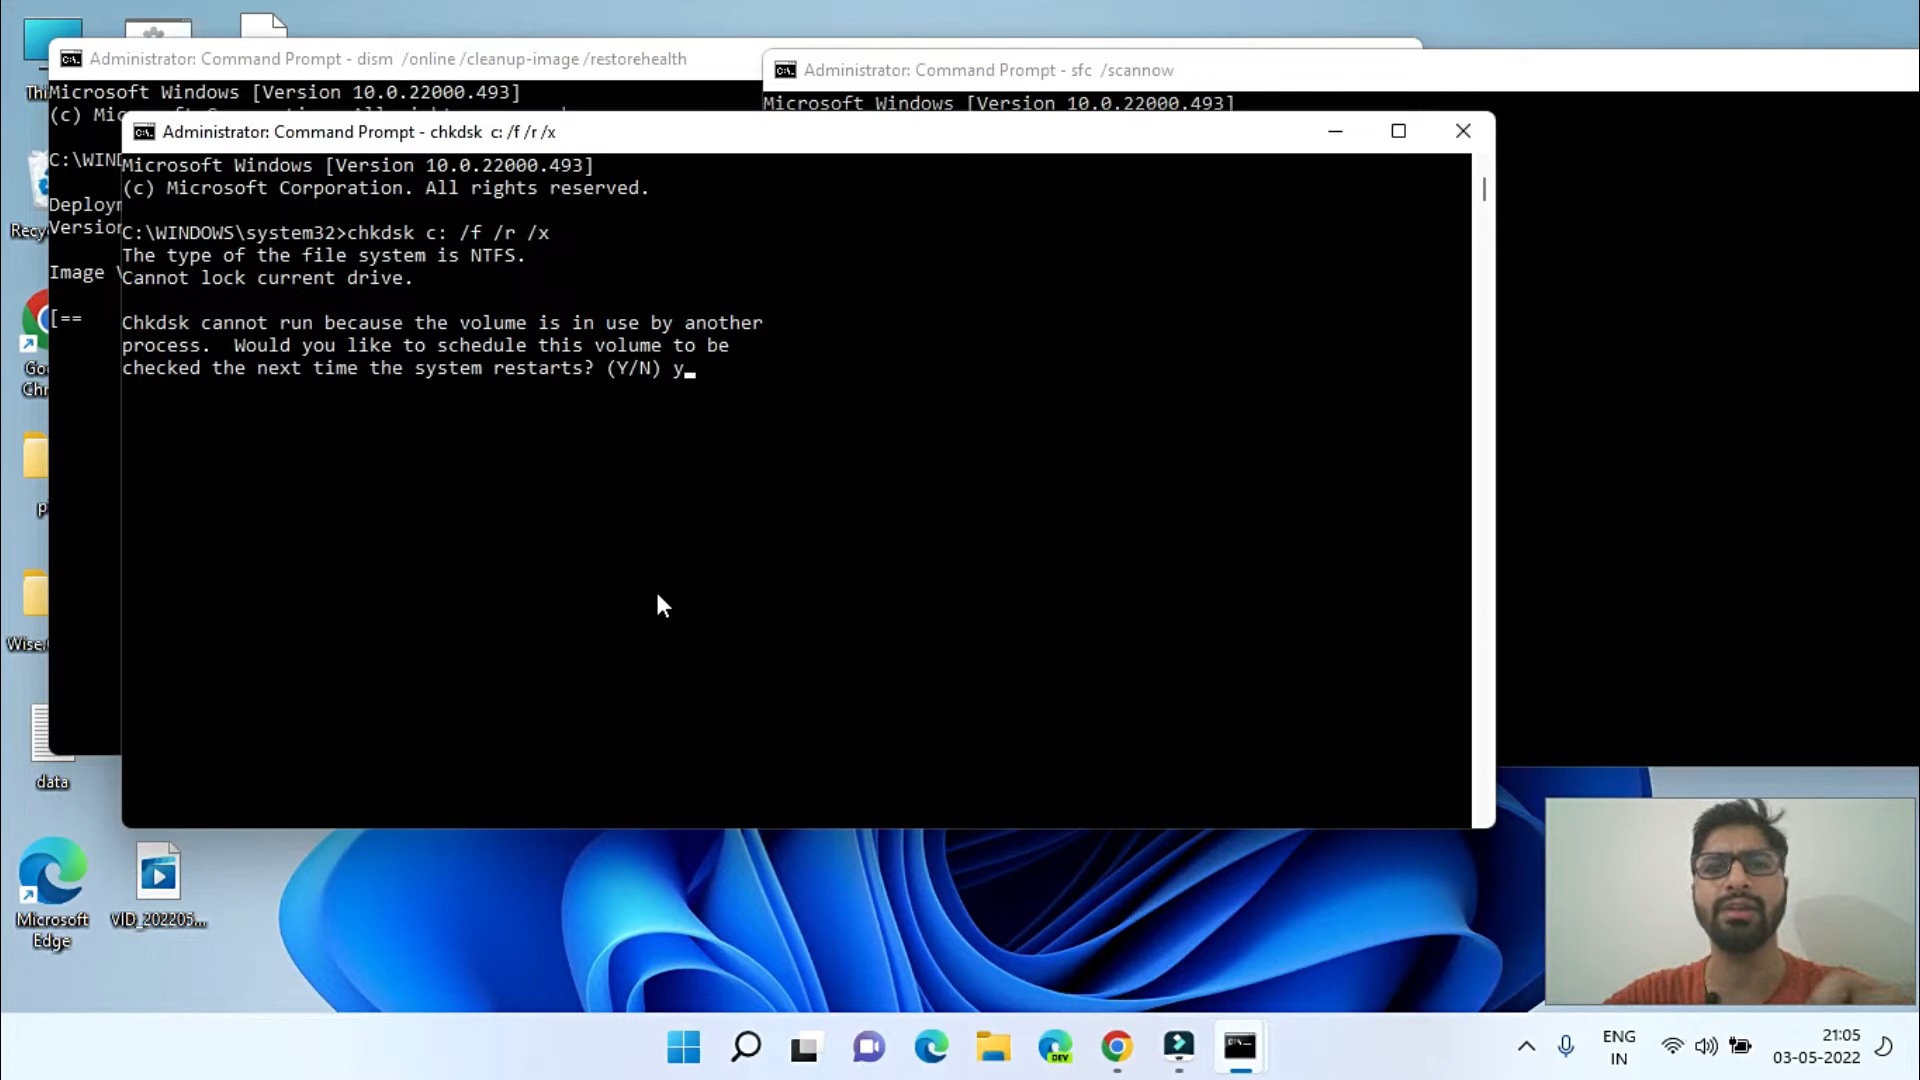 Administrator: Command Prompt - dism /online /cleanup-image /restorehealth
Microsoft Windows [Version 10.0.22000.493]
(c)
C:\WIND
Version
Image
[==
Administrator: Command Prompt - sfc /scannow
Microsoft Windows [Version 10.0.22000.493]
Administrator: Command Prompt - chkdsk c: /f /r /x
Microsoft Windows [Version 10.0.22000.493]
(c) Microsoft Corporation. All rights reserved.
C:\WINDOWS\system32>chkdsk c: /f /r /x
The type of the file system is NTFS.
Cannot lock current drive.
Chkdsk cannot run because the volume is in use by another
process. Would you like to schedule this volume to be
checked the next time the system restarts? (Y/N) y
data
Microsoft
Edge
VID_202205...
DEV
ENG
IN
21:05
03-05-2022